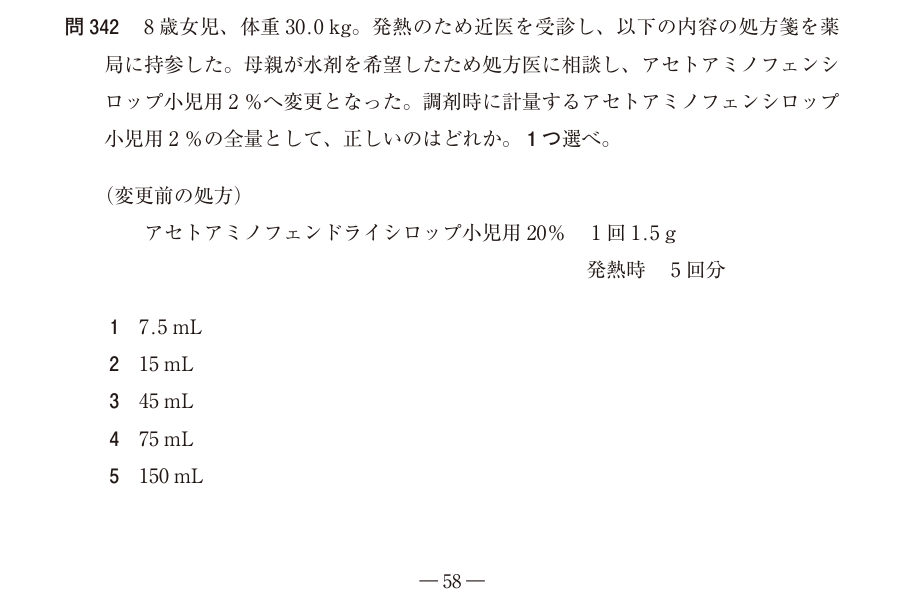 問 342 8歳女児、体重 30.0 kg。発熱のため近医を受診し、以下の内容の処方箋を薬
局に持参した。母親が水剤を希望したため処方医に相談し、アセトアミノフェンシ
ロップ小児用2%へ変更となった。調剤時に計量するアセトアミノフェンシロップ
小児用2%の全量として、正しいのはどれか。1つ選べ。
(変更前の処方)
アセトアミノフェンドライシロップ小児用 20% 1回 1.5 g
発熱時 5回分
1 7.5 mL
2 15 mL
3 45 mL
4 75 mL
5 150 mL
— 58 —